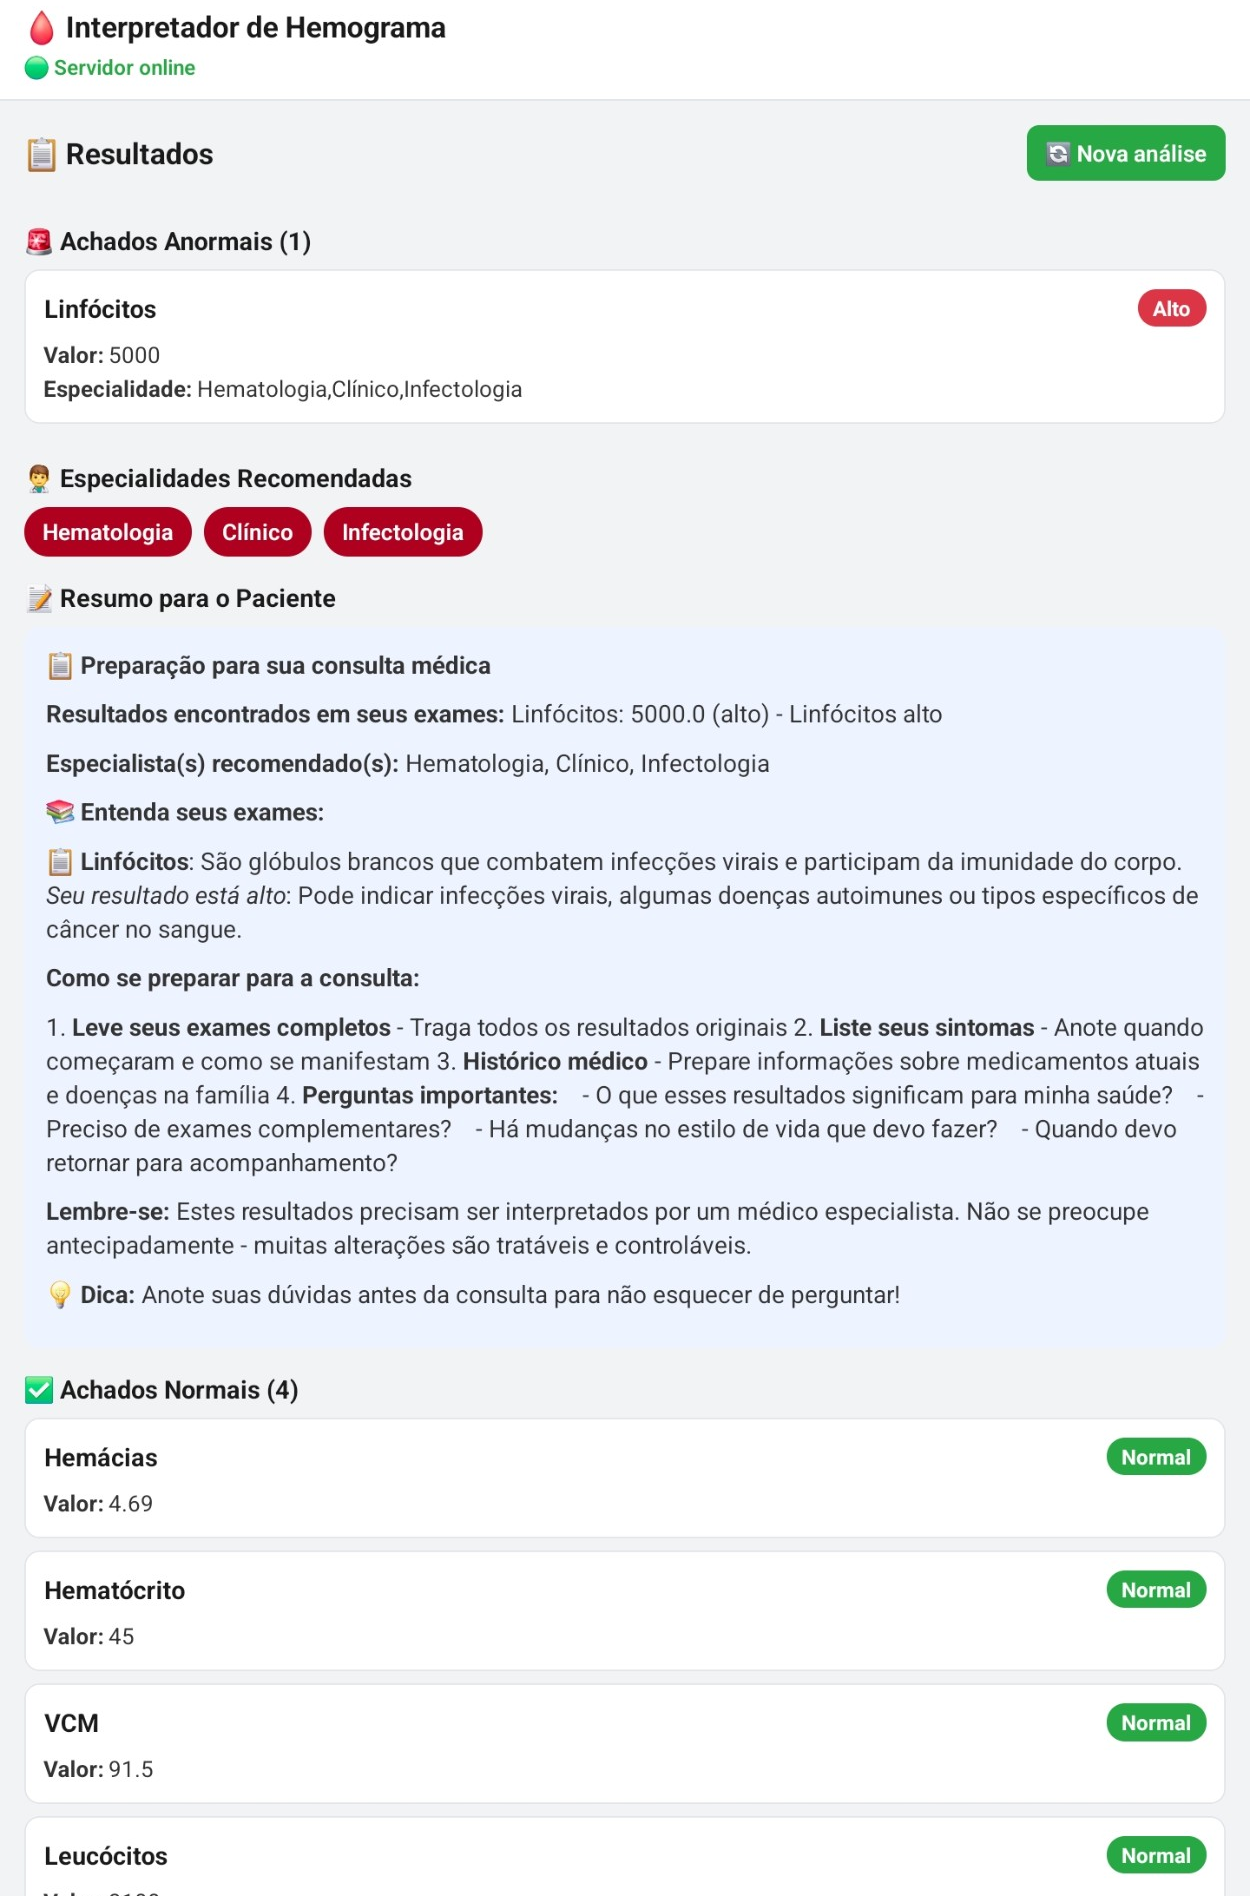 Interpretador de Hemograma
Servidor online
Resultados
Nova análise
Achados Anormais (1)
Linfócitos
Alto
Valor: 5000
Especialidade: Hematologia,Clínico,Infectologia
Especialidades Recomendadas
Hematologia
Clínico
Infectologia
Resumo para o Paciente
Preparação para sua consulta médica
Resultados encontrados em seus exames: Linfócitos: 5000.0 (alto) - Linfócitos alto
Especialista(s) recomendado(s): Hematologia, Clínico, Infectologia
Entenda seus exames:
Linfócitos: São glóbulos brancos que combatem infecções virais e participam da imunidade do corpo.
Seu resultado está alto: Pode indicar infecções virais, algumas doenças autoimunes ou tipos específicos de
câncer no sangue.
Como se preparar para a consulta:
1. Leve seus exames completos - Traga todos os resultados originais 2. Liste seus sintomas - Anote quando
começaram e como se manifestam 3. Histórico médico - Prepare informações sobre medicamentos atuais
e doenças na família 4. Perguntas importantes: - O que esses resultados significam para minha saúde? -
Preciso de exames complementares? - Há mudanças no estilo de vida que devo fazer? - Quando devo
retornar para acompanhamento?
Lembre-se: Estes resultados precisam ser interpretados por um médico especialista. Não se preocupe
antecipadamente - muitas alterações são tratáveis e controláveis.
Dica: Anote suas dúvidas antes da consulta para não esquecer de perguntar!
Achados Normais (4)
Hemácias
Normal
Valor: 4.69
Hematócrito
Normal
Valor: 45
VCM
Normal
Valor: 91.5
Leucócitos
Normal